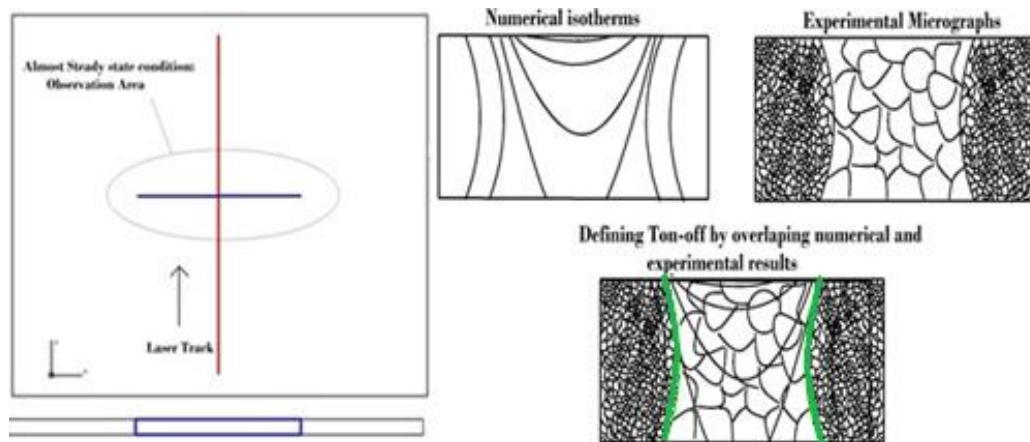 Numerical isotherms
Experimental Micrographs
Almost Steady state condition:
Observation Area
Laser Track
Defining Ton-off by overlaping numerical and
experimental results